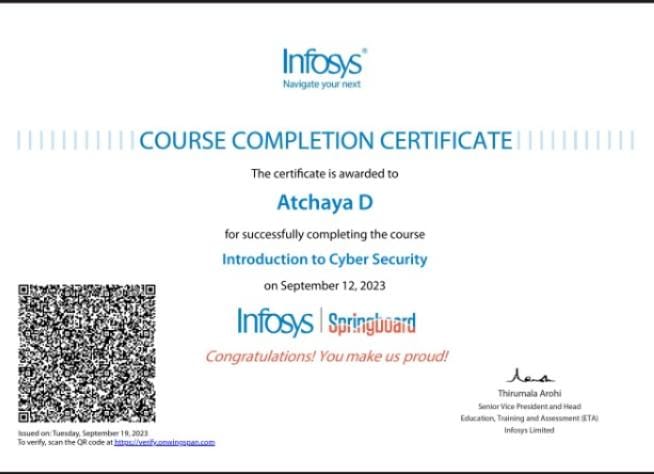 Infosys®
Navigate your next
COURSE COMPLETION CERTIFICATE
The certificate is awarded to
Atchaya D
for successfully completing the course
Introduction to Cyber Security
on September 12, 2023
Infosys | Springboard
Congratulations! You make us proud!
Thirumala Arohi
Senior Vice President and Head
Education, Training and Assessment (ETA)
Infosys Limited
Issued on: Tuesday, September 19, 2023
To verify, scan the QR code at https://verify.onwingspan.com